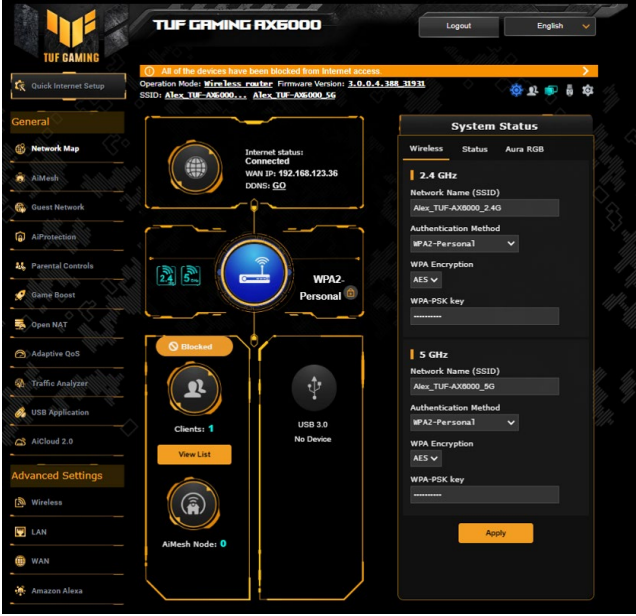 TUF GAMING
TUF GAMING AX6000
Logout
English
Quick Internet Setup
All of the devices have been blocked from Internet access.
Operation Mode: Wireless router Firmware Version: 3.0.0.4.388_31931
SSID: Alex_TUF-AX6000... Alex_TUF-AX6000_5G
General
Network Map
AiMesh
Guest Network
AiProtection
Parental Controls
Game Boost
Open NAT
Adaptive QoS
Traffic Analyzer
USB Application
AiCloud 2.0
Advanced Settings
Wireless
LAN
WAN
Amazon Alexa
Internet status:
Connected
WAN IP: 192.168.123.36
DDNS: GO
2.4
5
WPA2-
Personal
Blocked
Clients: 1
View List
AiMesh Node: 0
USB 3.0
No Device
System Status
Wireless Status Aura RGB
2.4 GHz
Network Name (SSID)
Alex_TUF-AX6000_2.4G
Authentication Method
WPA2-Personal
WPA Encryption
AES
WPA-PSK key
----------
5 GHz
Network Name (SSID)
Alex_TUF-AX6000_5G
Authentication Method
WPA2-Personal
WPA Encryption
AES
WPA-PSK key
----------
Apply